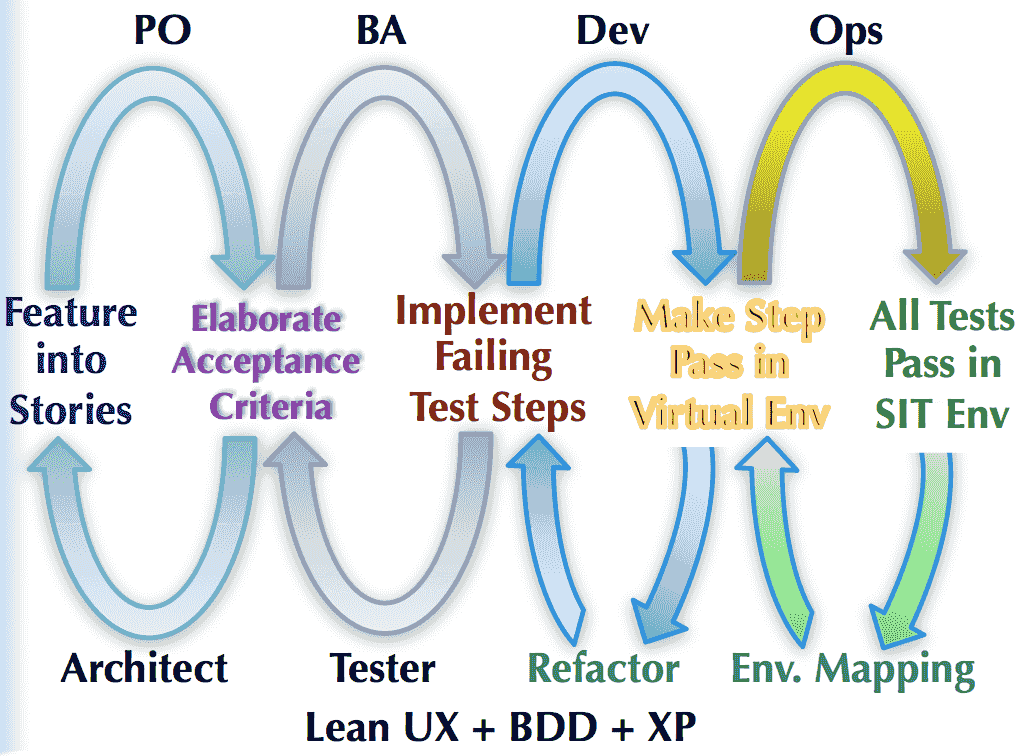 PO
BA
Dev
Ops
Feature
into
Stories
Elaborate
Acceptance
Criteria
Implement
Failing
Test Steps
Make Step
Pass in
Virtual Env
All Tests
Pass in
SIT Env
Architect
Tester
Refactor
Env. Mapping
Lean UX + BDD + XP